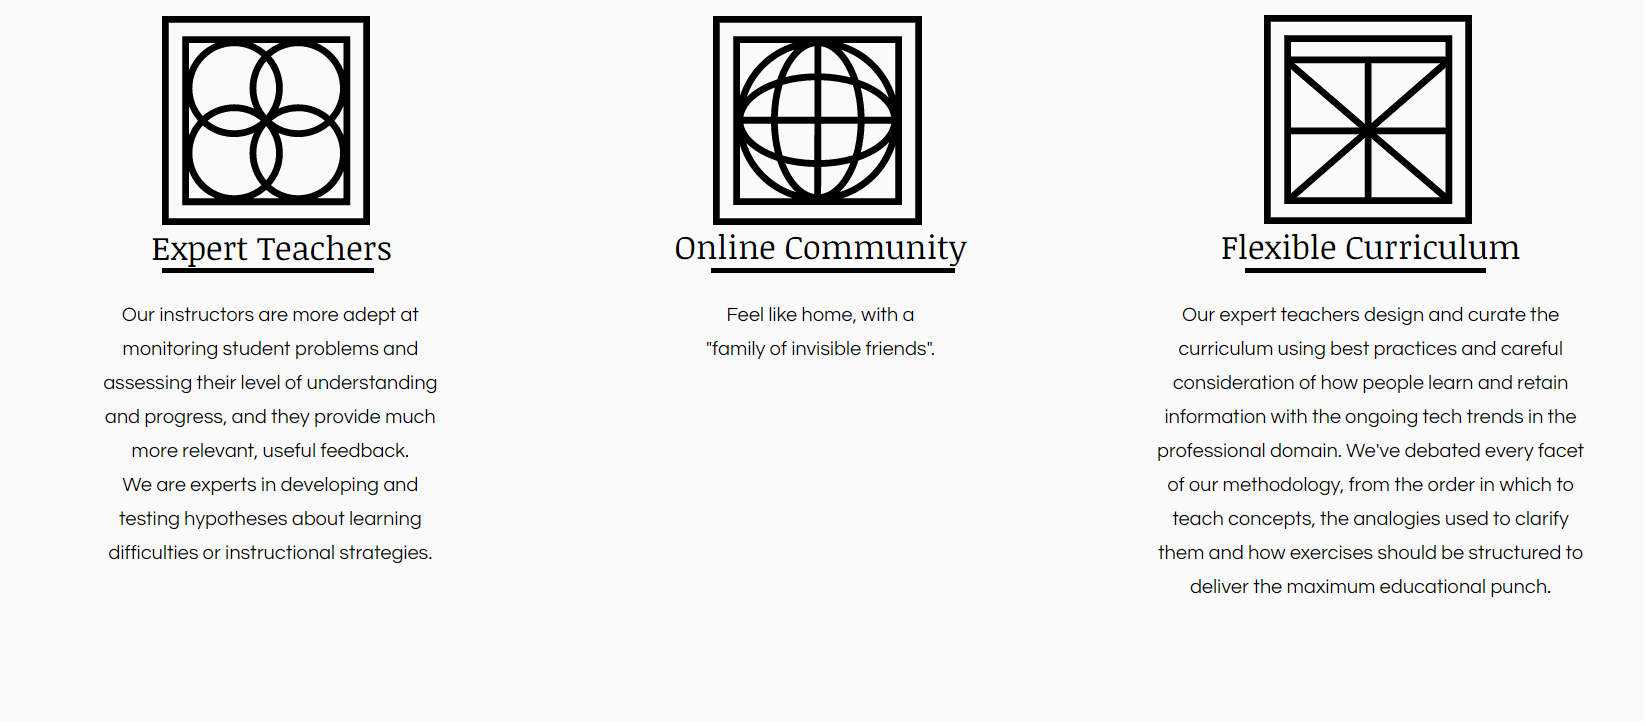 Expert Teachers
Our instructors are more adept at
monitoring student problems and
assessing their level of understanding
and progress, and they provide much
more relevant, useful feedback.
We are experts in developing and
testing hypotheses about learning
difficulties or instructional strategies.
Online Community
Feel like home, with a
"family of invisible friends".
Flexible Curriculum
Our expert teachers design and curate the
curriculum using best practices and careful
consideration of how people learn and retain
information with the ongoing tech trends in the
professional domain. We've debated every facet
of our methodology, from the order in which to
teach concepts, the analogies used to clarify
them and how exercises should be structured to
deliver the maximum educational punch.